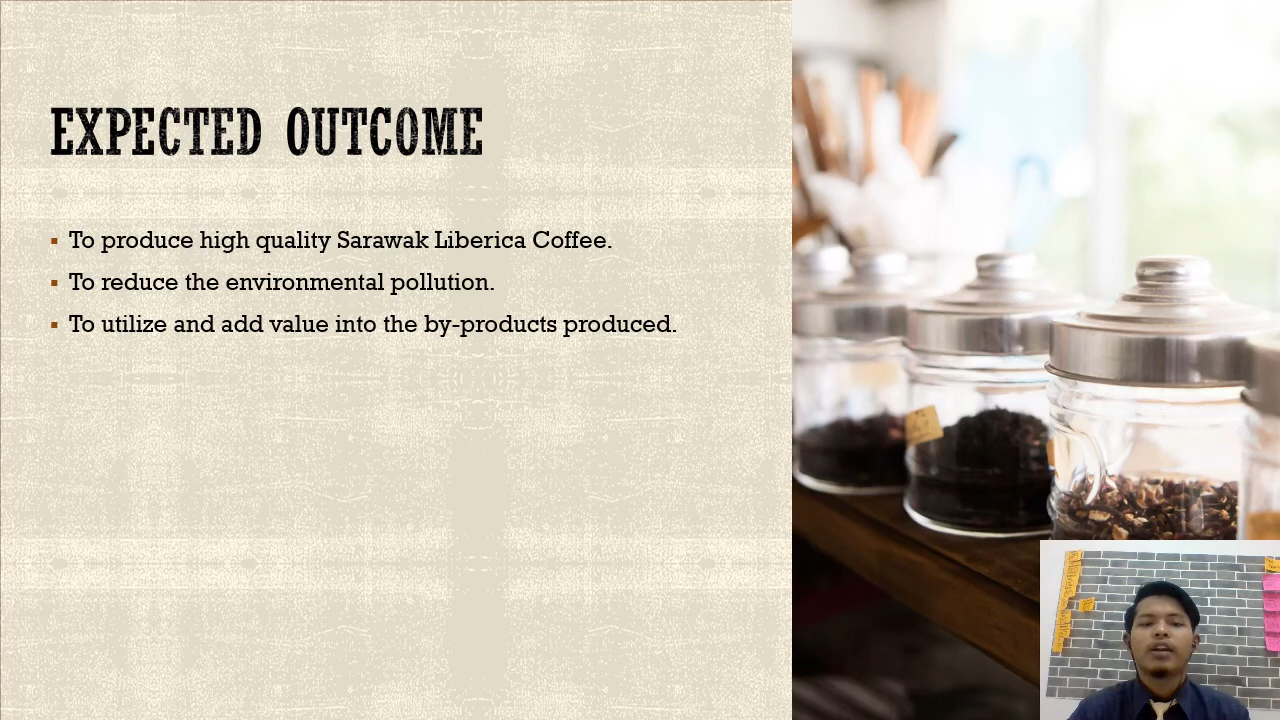 EXPECTED OUTCOME
To produce high quality Sarawak Liberica Coffee.
To reduce the environmental pollution.
To utilize and add value into the by-products produced.